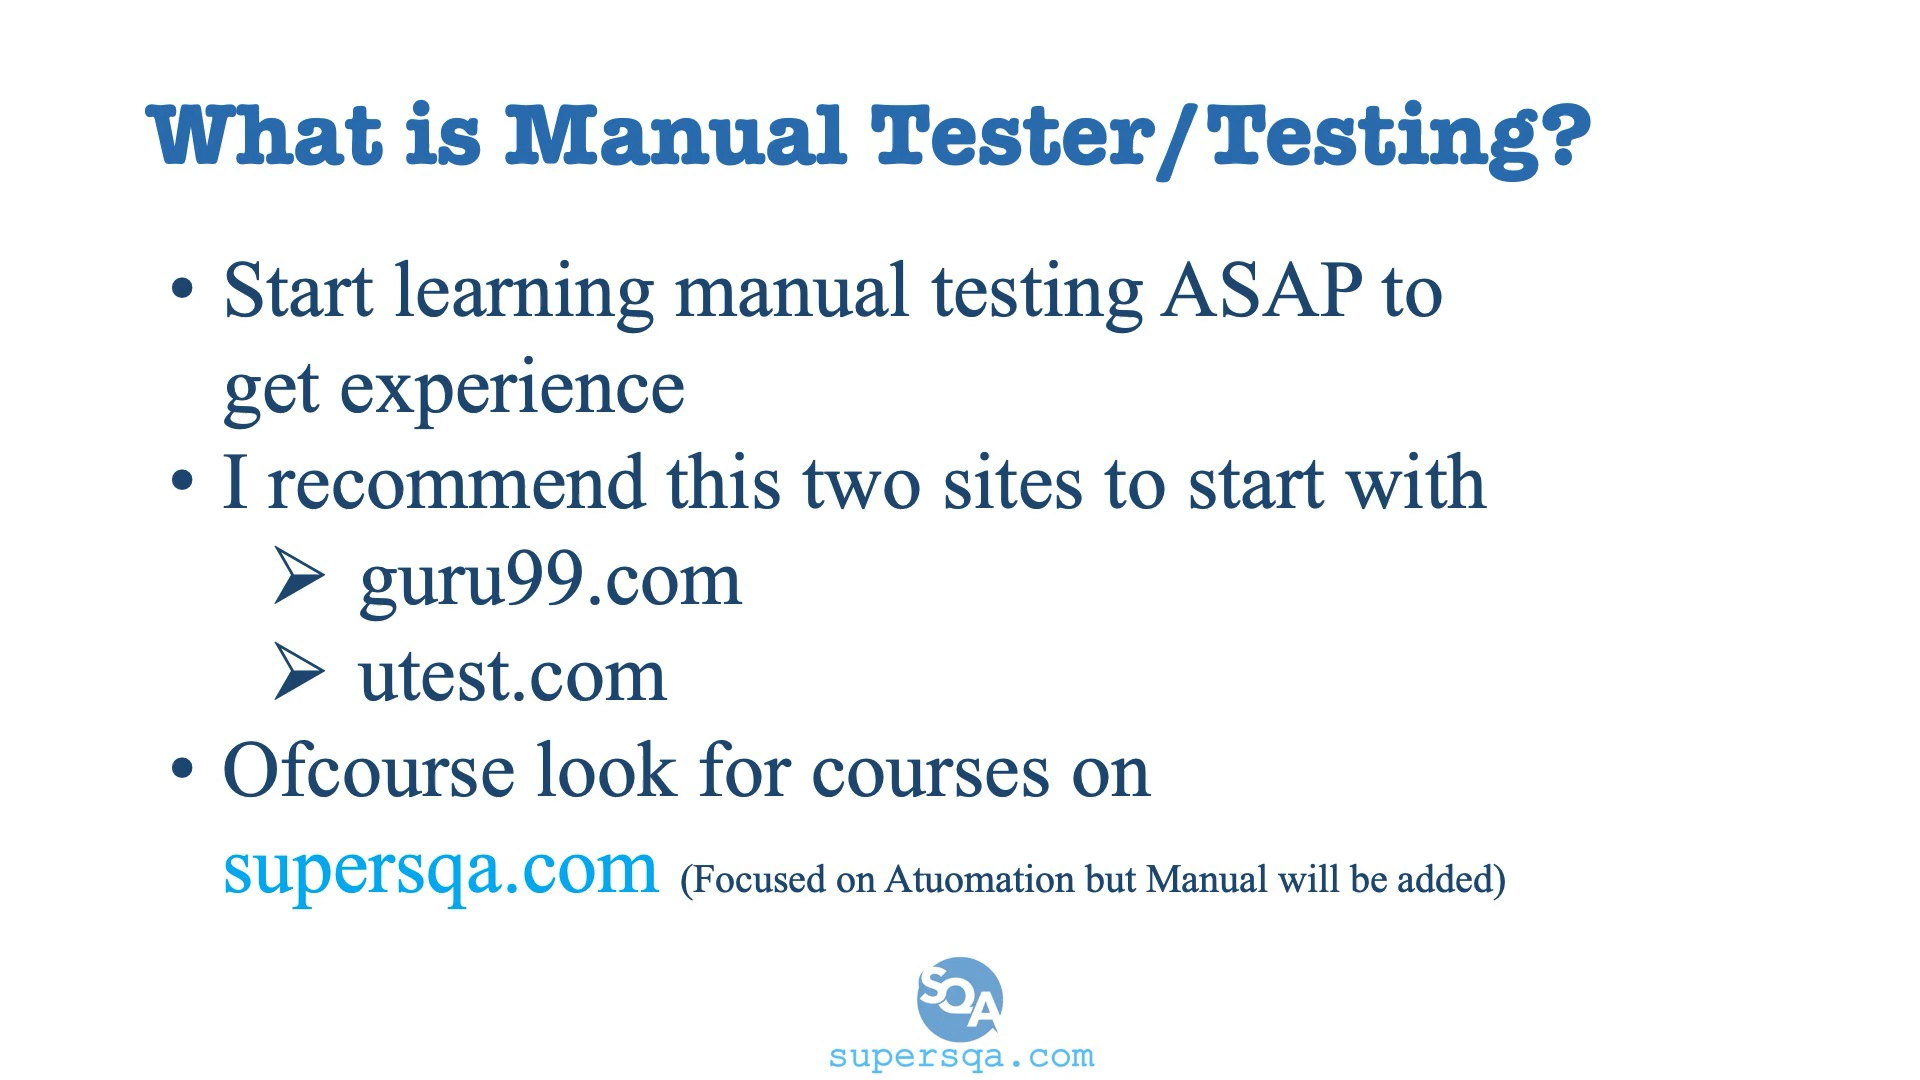 What is Manual Tester/Testing?
• Start learning manual testing ASAP to
get experience
• I recommend this two sites to start with
➢ guru99.com
➢ utest.com
• Ofcourse look for courses on
supersqa.com (Focused on Atuomation but Manual will be added)
SQA
supersqa.com